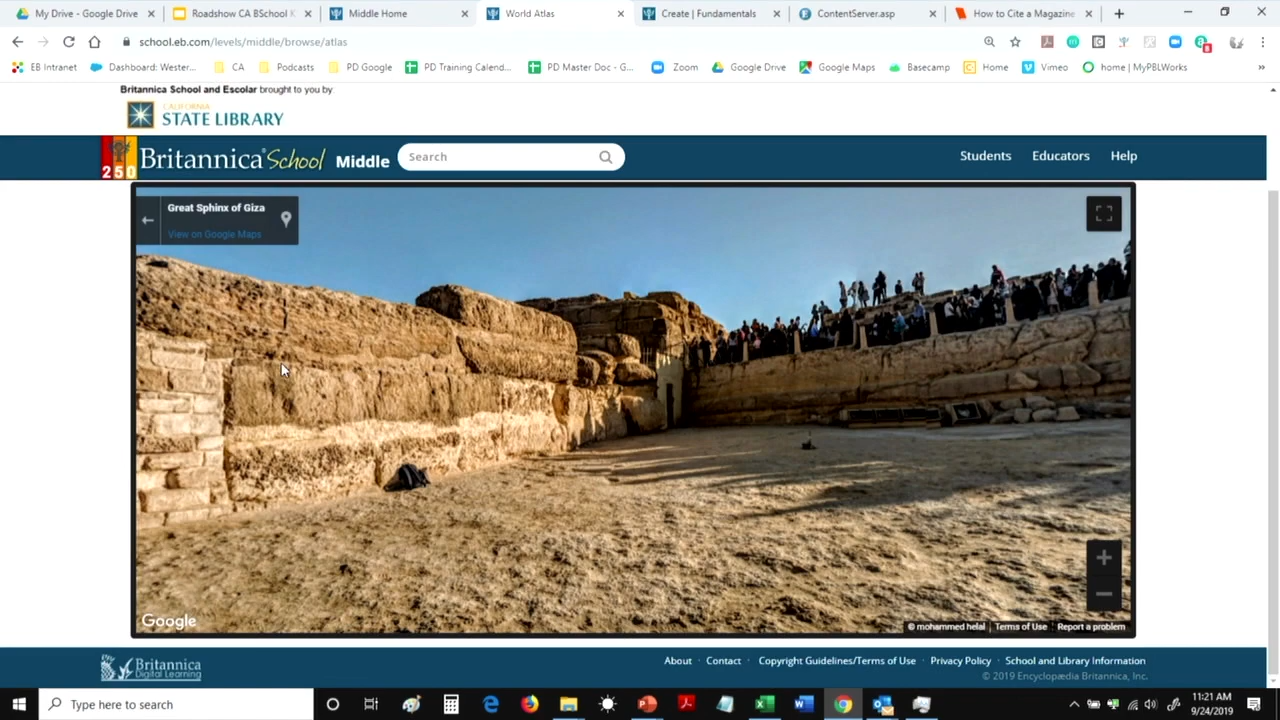 My Drive - Google Drive
Roadshow CA BSchool K
Middle Home
World Atlas
Create | Fundamentals
ContentServer.asp
How to Cite a Magazine
school.eb.com/levels/middle/browse/atlas
8
EB Intranet
Dashboard: Wester...
CA
Podcasts
PD Google
PD Training Calend...
PD Master Doc - G...
Zoom
Google Drive
Google Maps
Basecamp
Home
Vimeo
home | MyPBLWorks
»
Britannica School and Escolar brought to you by
CALIFORNIA
STATE LIBRARY
250
Britannica School Middle
Search
Students
Educators
Help
Great Sphinx of Giza
View on Google Maps
Google
© mohammed helal
Terms of Use
Report a problem
Britannica
Digital Learning
About · Contact · Copyright Guidelines/Terms of Use · Privacy Policy · School and Library Information
© 2019 Encyclopædia Britannica, Inc.
Type here to search
11:21 AM
9/24/2019